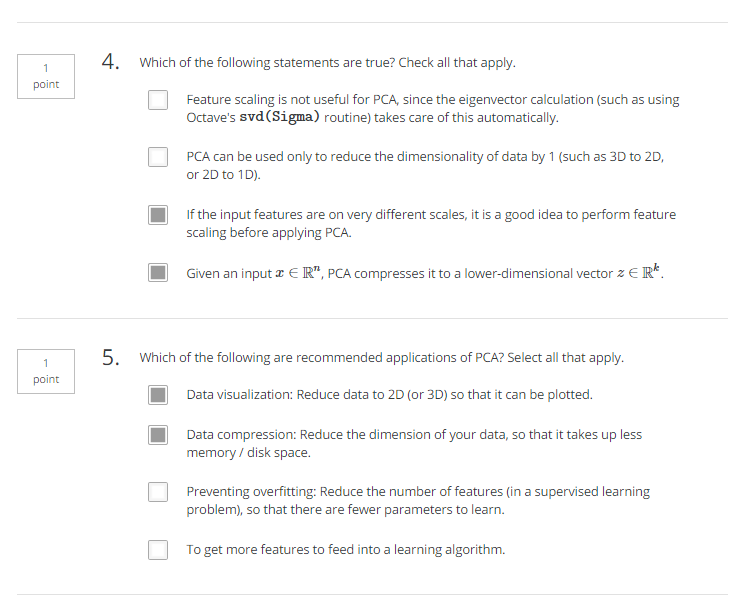 1
point
4. Which of the following statements are true? Check all that apply.
Feature scaling is not useful for PCA, since the eigenvector calculation (such as using
Octave's svd(Sigma) routine) takes care of this automatically.
PCA can be used only to reduce the dimensionality of data by 1 (such as 3D to 2D,
or 2D to 1D).
If the input features are on very different scales, it is a good idea to perform feature
scaling before applying PCA.
Given an input x ∈ ℝⁿ, PCA compresses it to a lower-dimensional vector z ∈ ℝᵏ.
1
point
5. Which of the following are recommended applications of PCA? Select all that apply.
Data visualization: Reduce data to 2D (or 3D) so that it can be plotted.
Data compression: Reduce the dimension of your data, so that it takes up less
memory / disk space.
Preventing overfitting: Reduce the number of features (in a supervised learning
problem), so that there are fewer parameters to learn.
To get more features to feed into a learning algorithm.